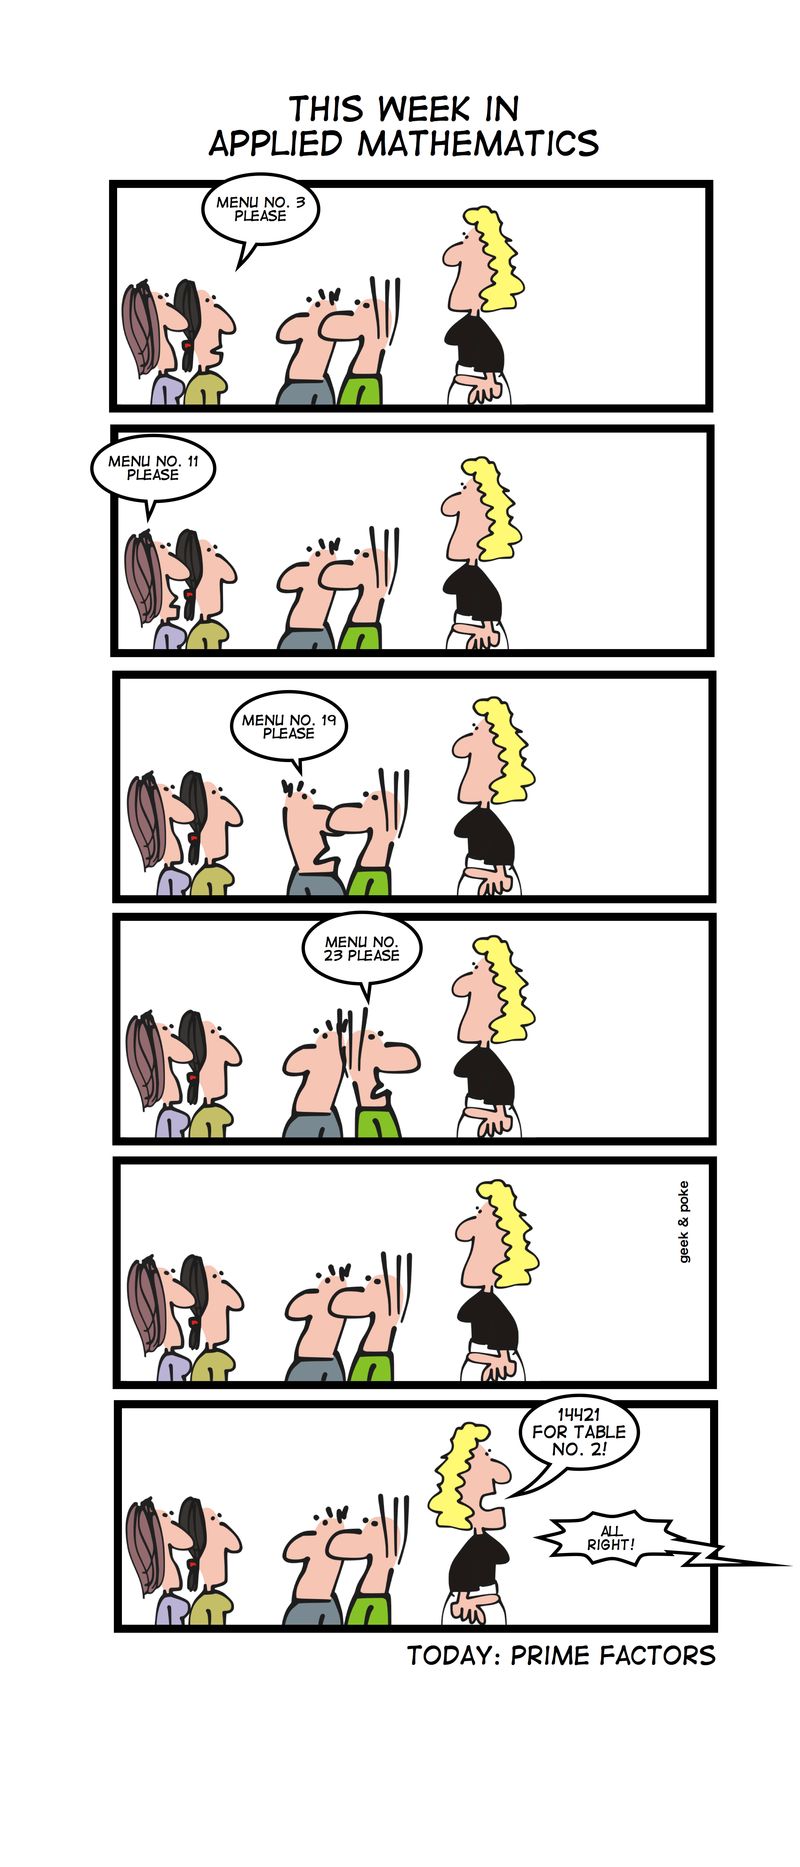 THIS WEEK IN
APPLIED MATHEMATICS
MENU NO. 3
PLEASE
MENU NO. 11
PLEASE
MENU NO. 19
PLEASE
MENU NO.
23 PLEASE
geek & poke
14421
FOR TABLE
NO. 2!
ALL
RIGHT!
TODAY: PRIME FACTORS